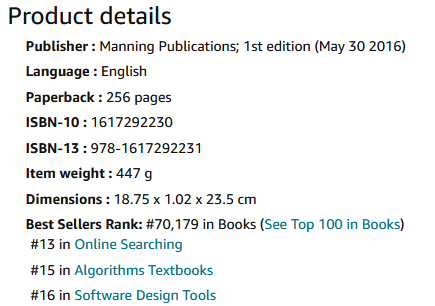 Product details
Publisher : Manning Publications; 1st edition (May 30 2016)
Language : English
Paperback : 256 pages
ISBN-10 : 1617292230
ISBN-13 : 978-1617292231
Item weight : 447 g
Dimensions : 18.75 x 1.02 x 23.5 cm
Best Sellers Rank: #70,179 in Books (See Top 100 in Books)
#13 in Online Searching
#15 in Algorithms Textbooks
#16 in Software Design Tools